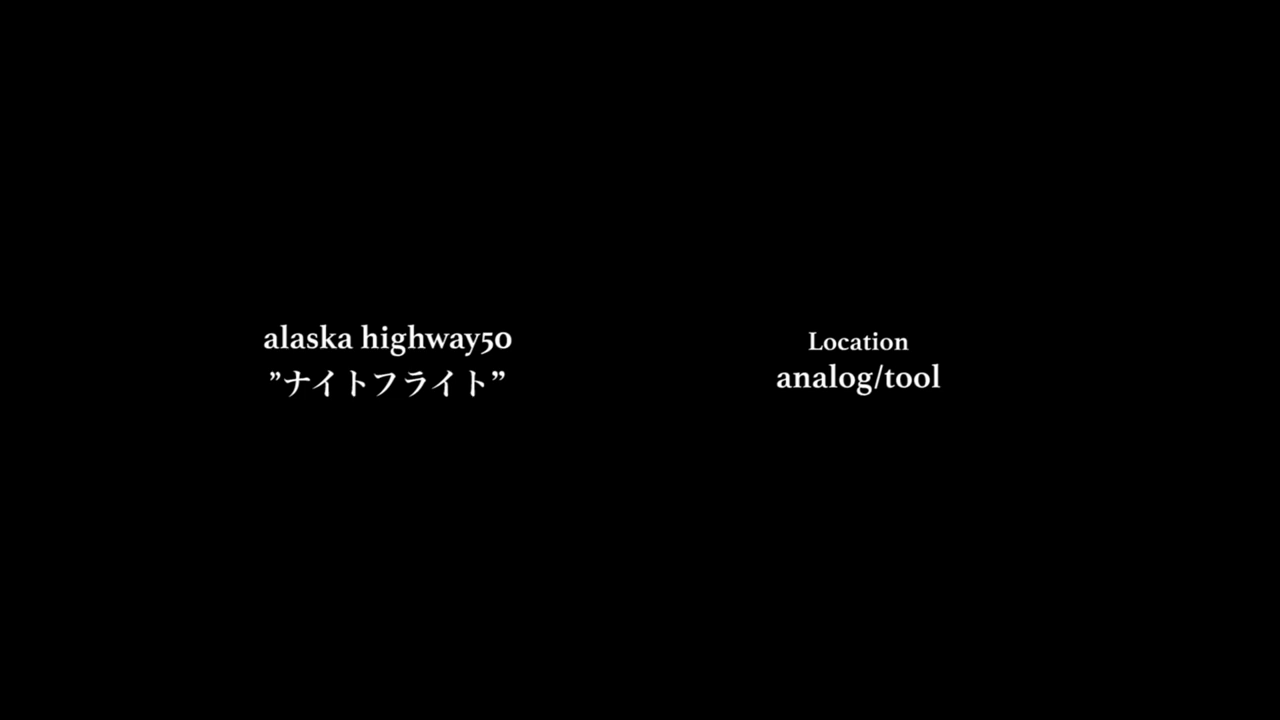 alaska highway50
”ナイトフライト”
Location
analog/tool